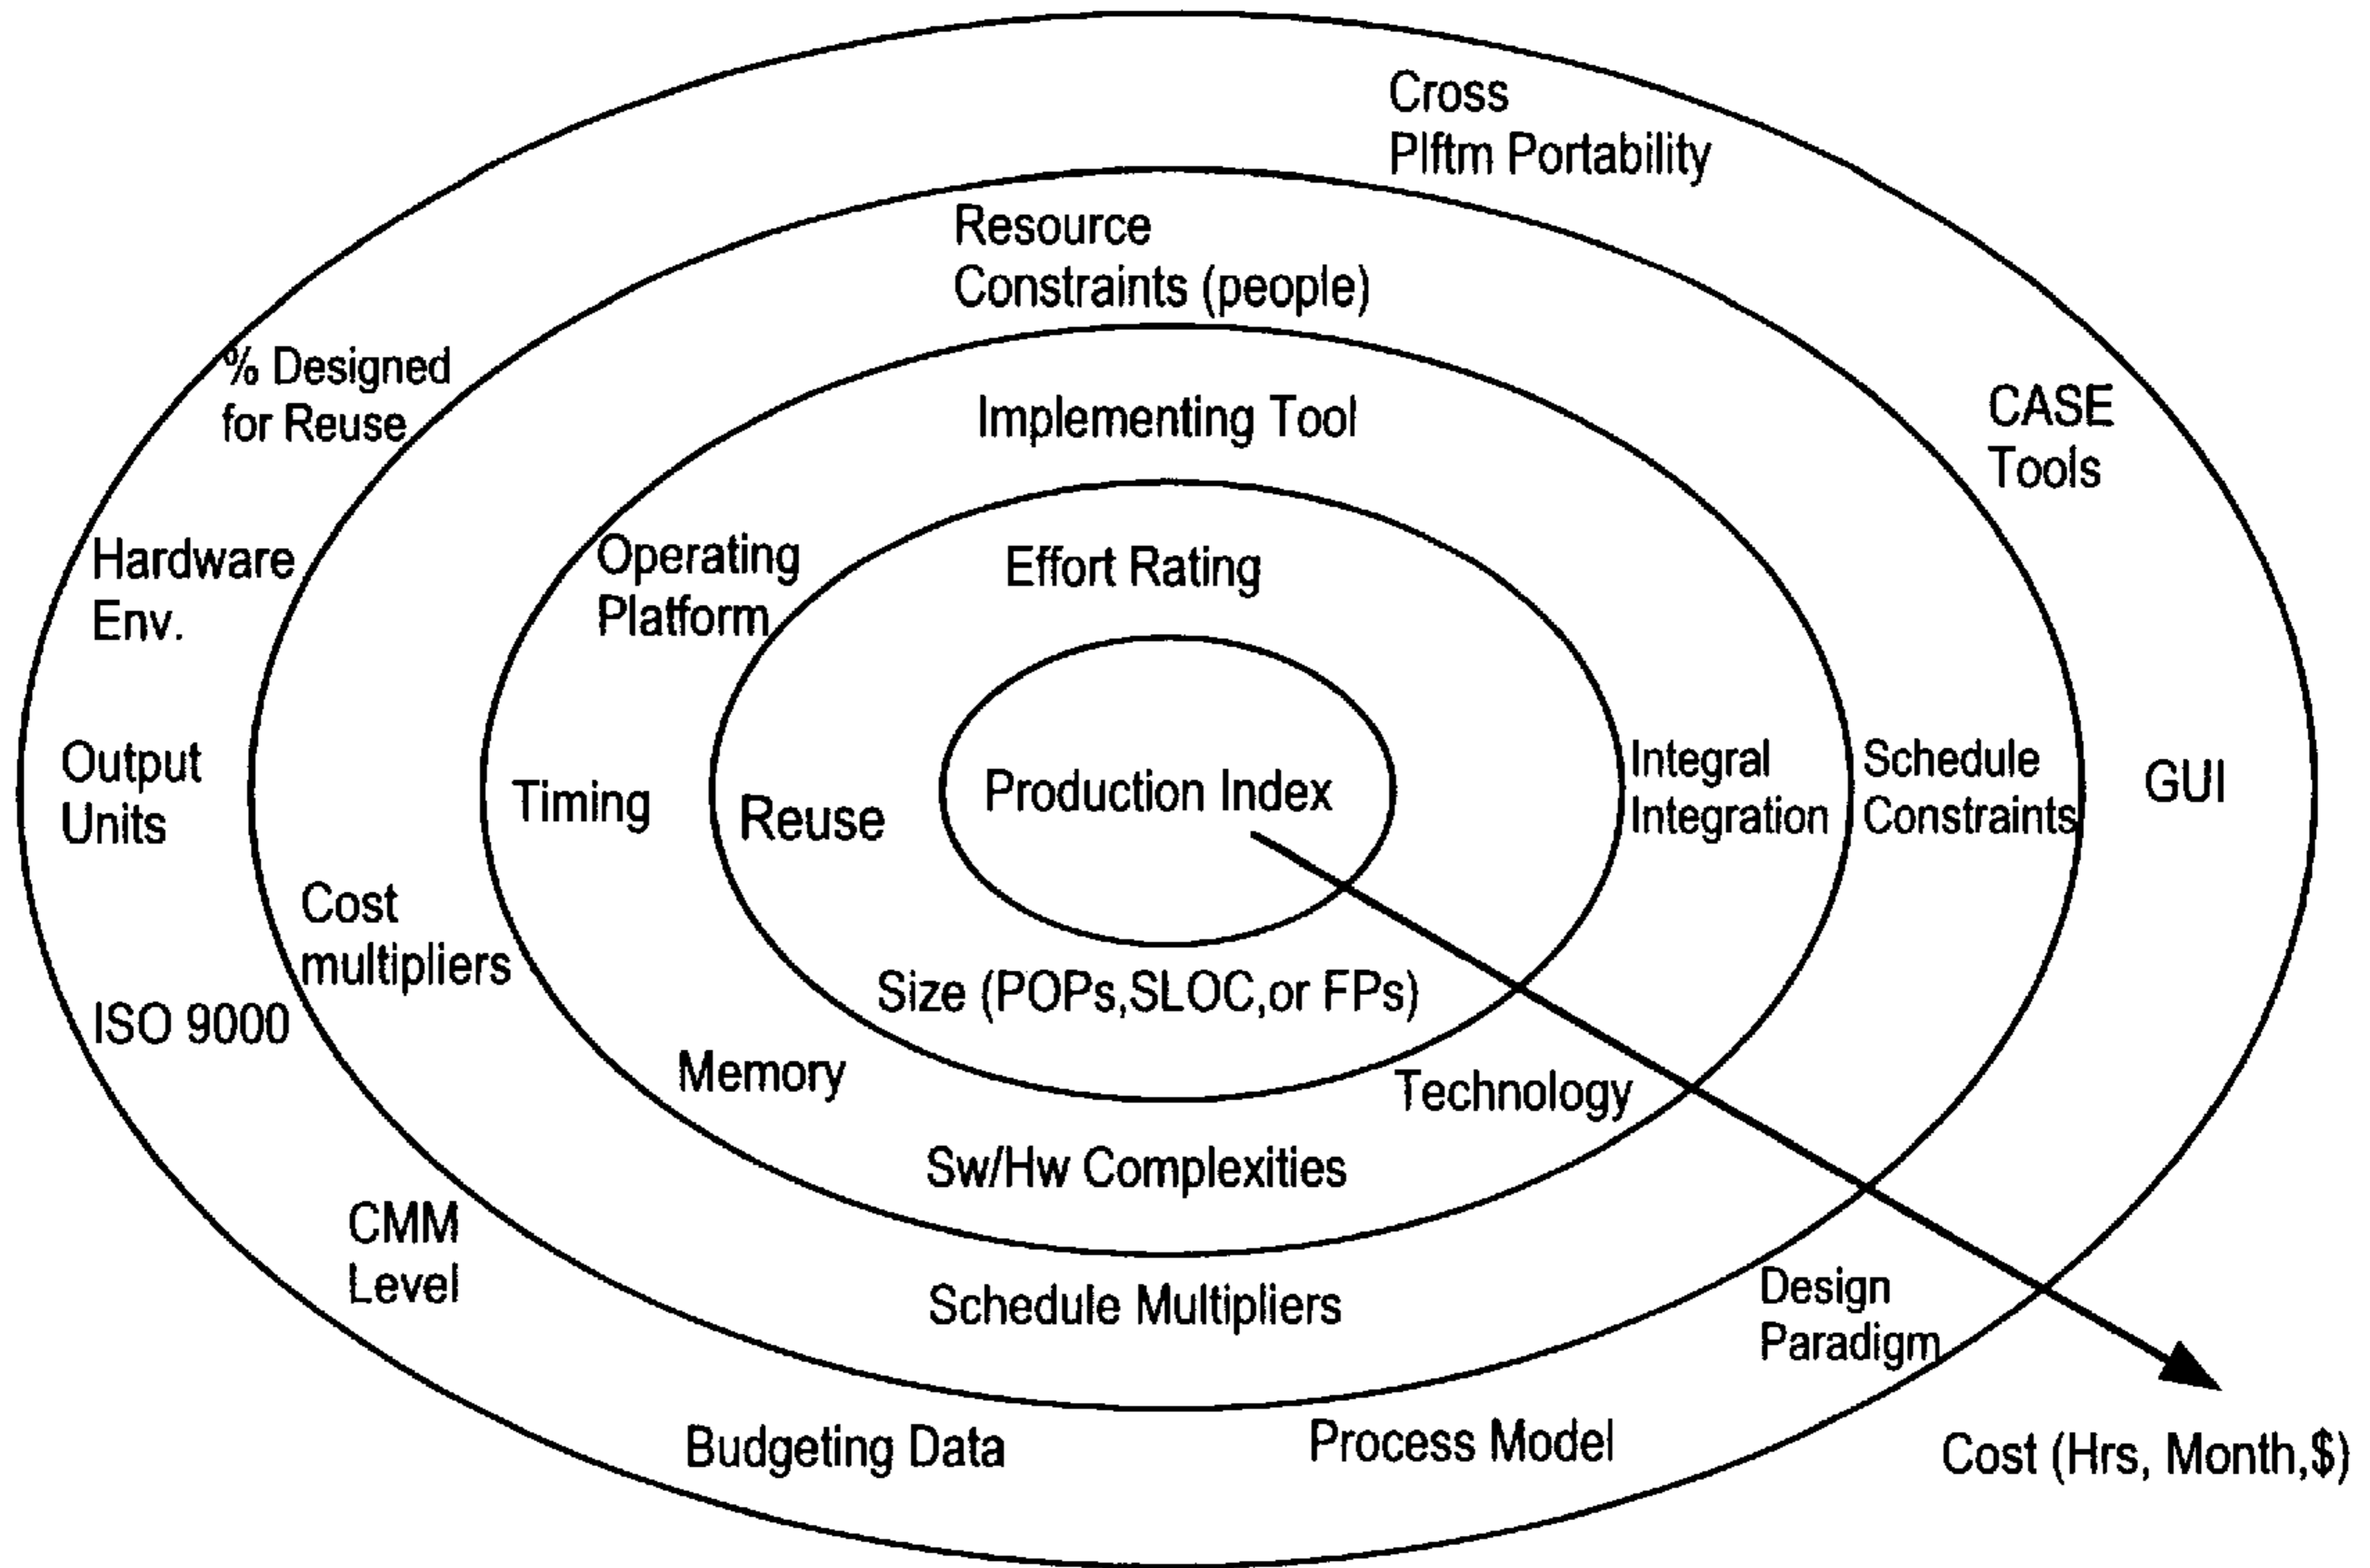 Cross
Plftm Portability
Resource
Constraints (people)
% Designed
for Reuse
CASE
Tools
Implementing Tool
Hardware
Env.
Operating
Platform
Effort Rating
Output
Units
Timing
Reuse
Production Index
Integral
Integration
Schedule
Constraints
GUI
Cost
multipliers
Size (POPs,SLOC,or FPs)
ISO 9000
Memory
Technology
Sw/Hw Complexities
CMM
Level
Schedule Multipliers
Design
Paradigm
Budgeting Data
Process Model
Cost (Hrs, Month,$)